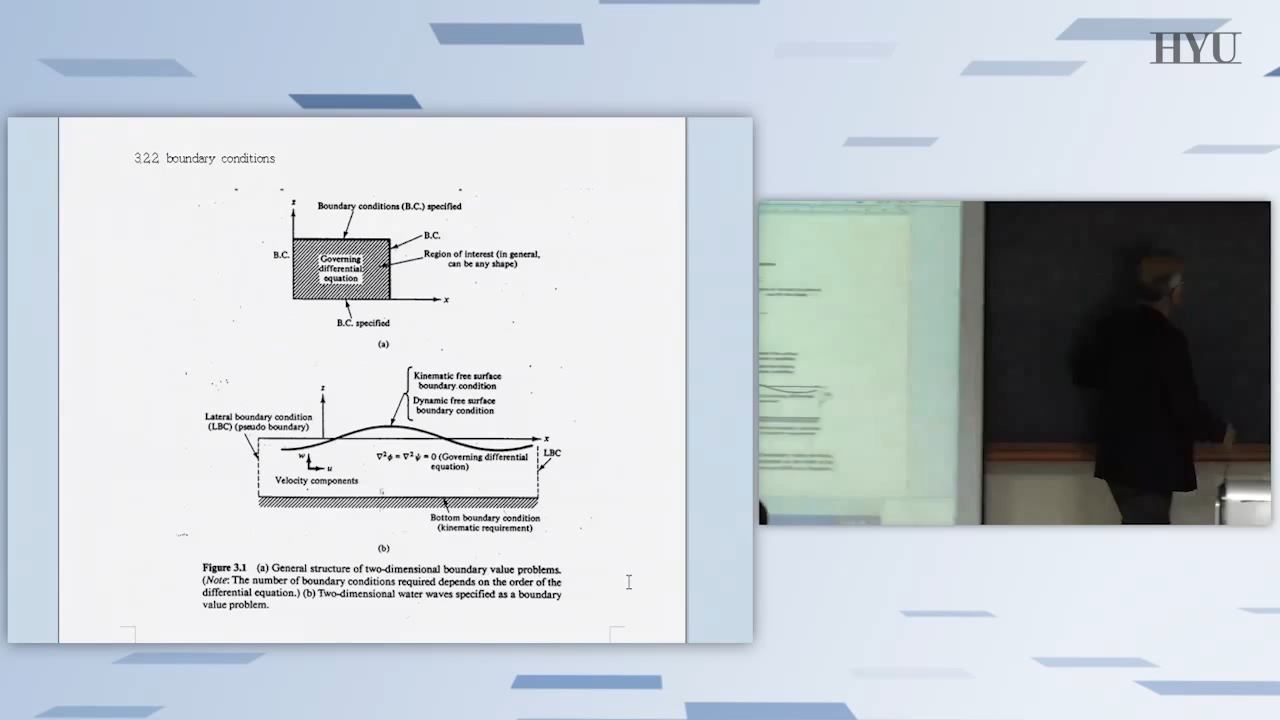 HYU
3.2.2 boundary conditions
z
Boundary conditions (B.C.) specified
B.C.
B.C.
Governing
differential
equation
Region of interest (in general,
can be any shape)
x
B.C. specified
(a)
Kinematic free surface
boundary condition
Dynamic free surface
boundary condition
z
Lateral boundary condition
(LBC) (pseudo boundary)
x
w
u
∇²ϕ = ∇²ψ = 0 (Governing differential
equation)
LBC
Velocity components
Bottom boundary condition
(kinematic requirement)
(b)
Figure 3.1 (a) General structure of two-dimensional boundary value problems.
(Note: The number of boundary conditions required depends on the order of the
differential equation.) (b) Two-dimensional water waves specified as a boundary
value problem.